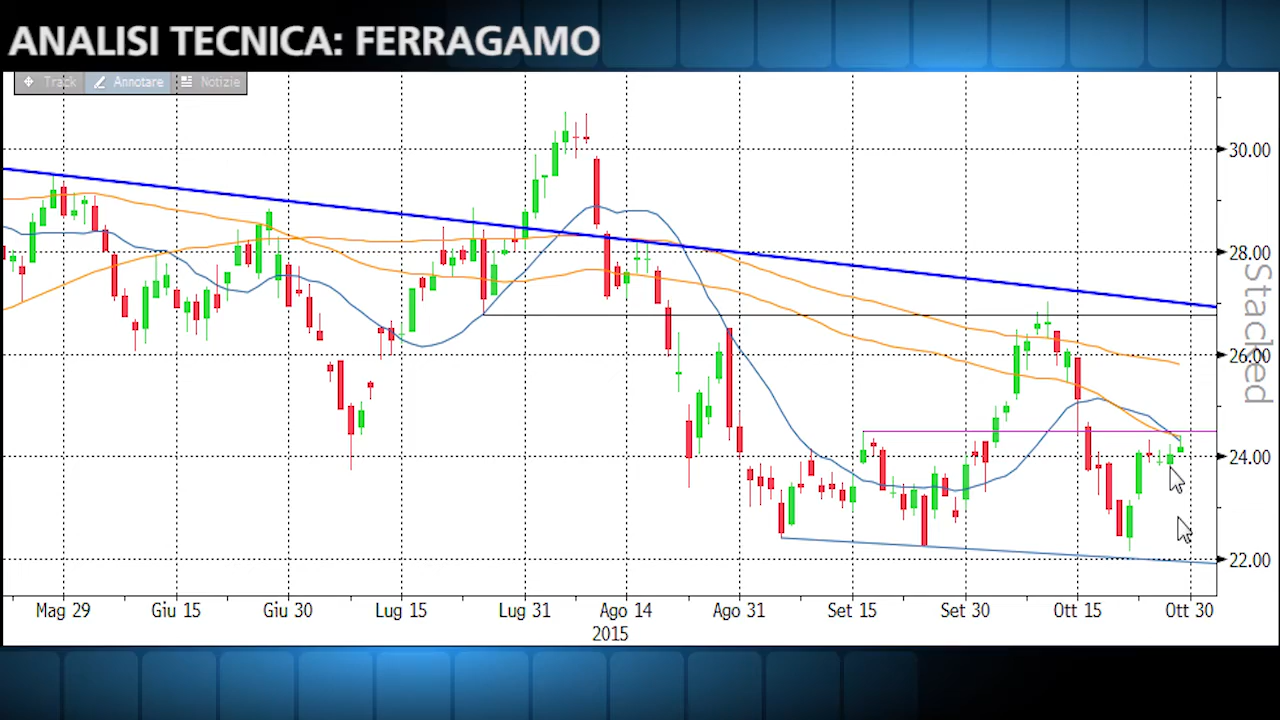 ANALISI TECNICA: FERRAGAMO
Track Annotare Notizie
30.00
28.00
Stacked
26.00
24.00
22.00
Mag 29 Giu 15 Giu 30 Lug 15 Lug 31 Ago 14 Ago 31 Set 15 Set 30 Ott 15 Ott 30
2015